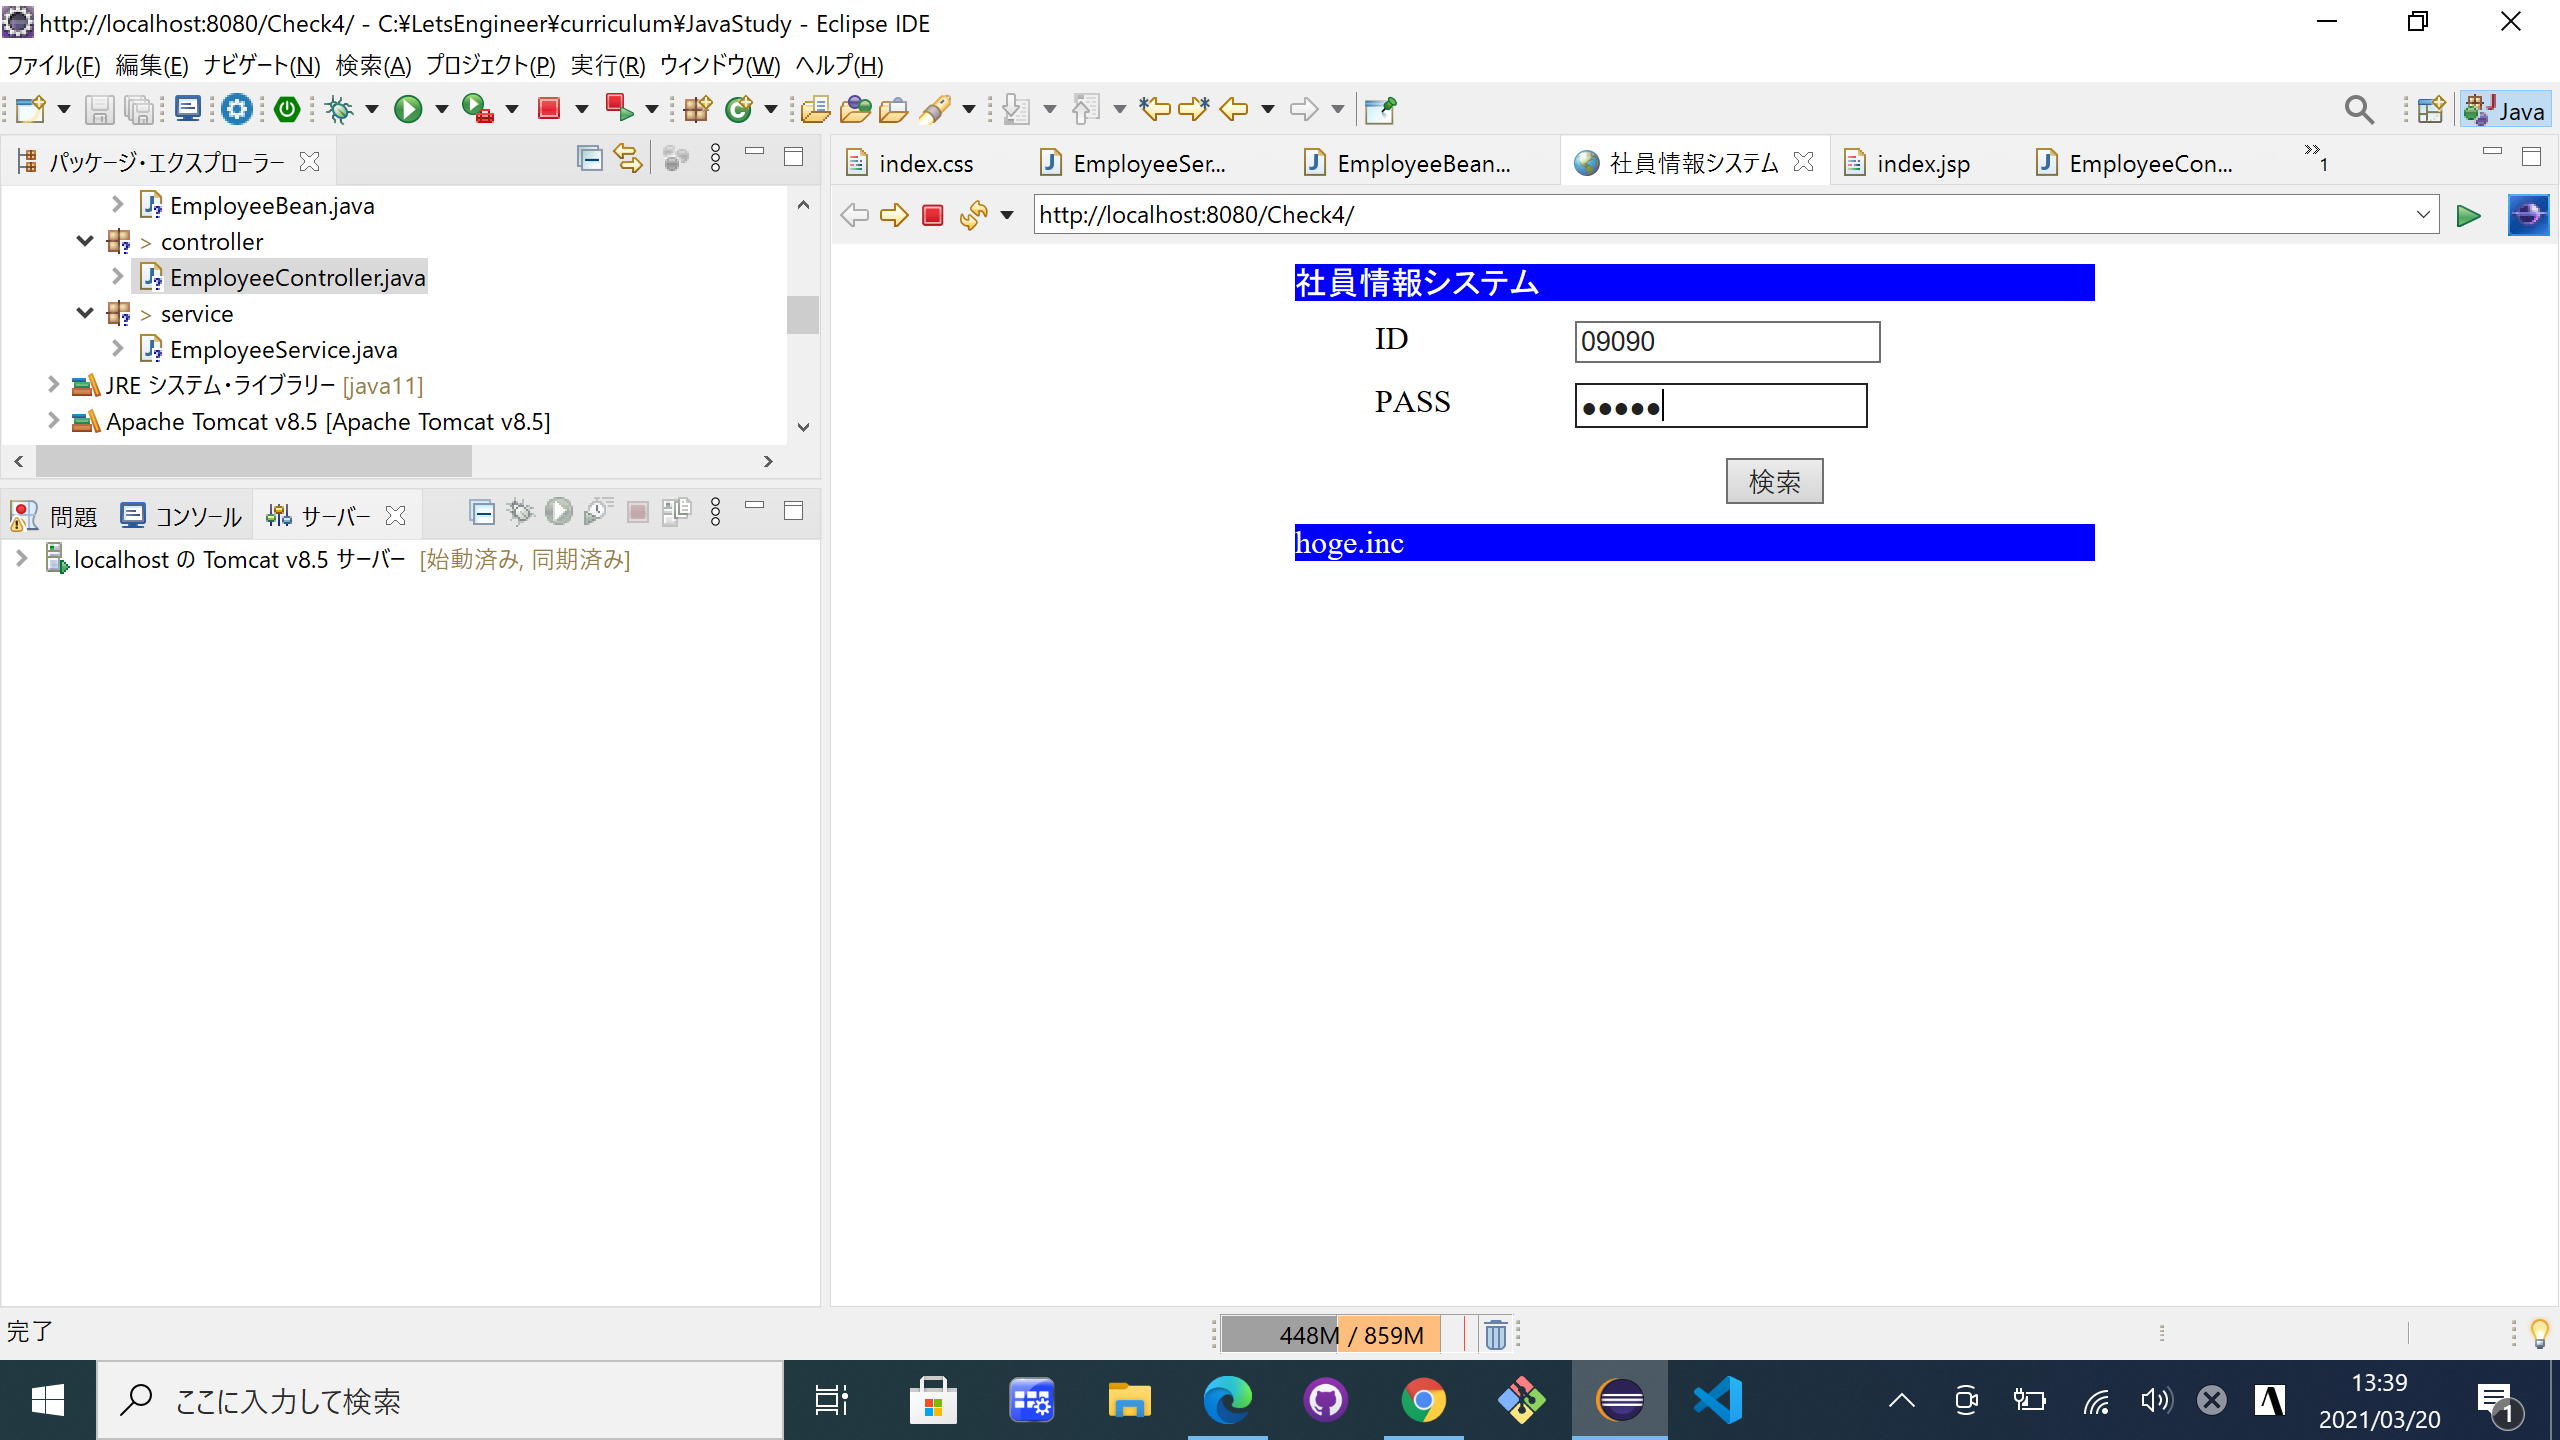 http://localhost:8080/Check4/ - C:¥LetsEngineer¥curriculum¥JavaStudy - Eclipse IDE
ファイル(F) 編集(E) ナビゲート(N) 検索(A) プロジェクト(P) 実行(R) ウィンドウ(W) ヘルプ(H)
Java
パッケージ・エクスプローラー
index.css
EmployeeSer...
EmployeeBean...
社員情報システム
index.jsp
EmployeeCon...
»1
http://localhost:8080/Check4/
EmployeeBean.java
> controller
EmployeeController.java
> service
EmployeeService.java
JRE システム・ライブラリー [java11]
Apache Tomcat v8.5 [Apache Tomcat v8.5]
社員情報システム
ID 09090
PASS •••••
検索
hoge.inc
問題 コンソール サーバー
localhost の Tomcat v8.5 サーバー [始動済み, 同期済み]
完了
448M / 859M
ここに入力して検索
13:39
2021/03/20
1